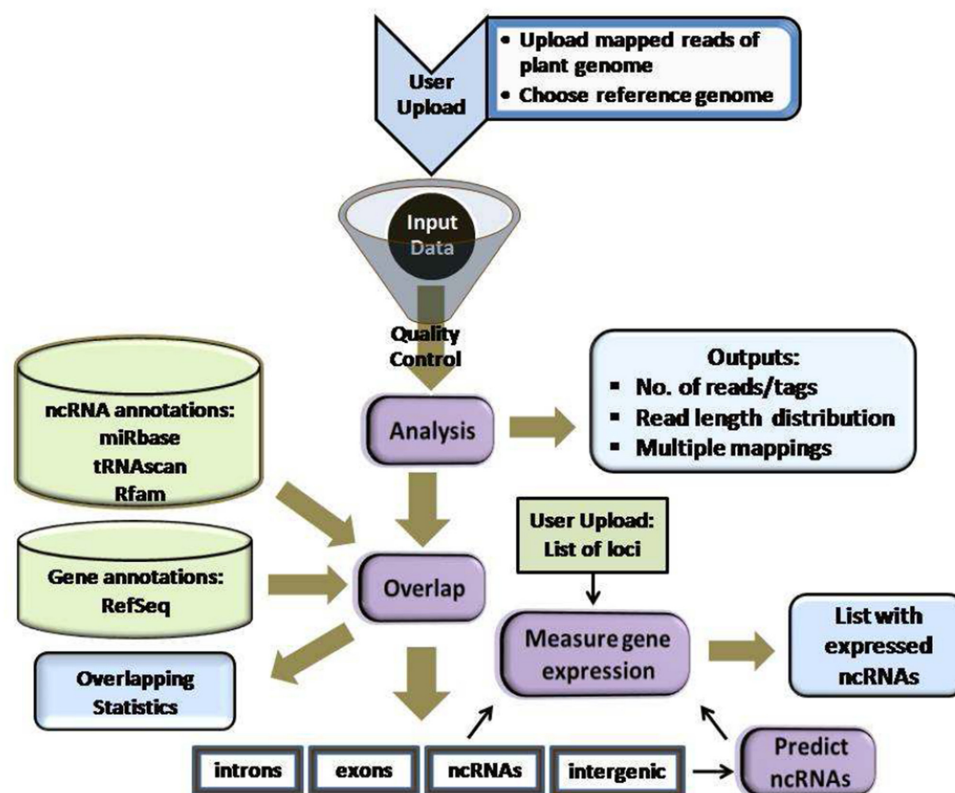 User
Upload
• Upload mapped reads of
plant genome
• Choose reference genome
Input
Data
Quality
Control
ncRNA annotations:
miRbase
tRNAscan
Rfam
Analysis
Outputs:
▪ No. of reads/tags
▪ Read length distribution
▪ Multiple mappings
Gene annotations:
RefSeq
Overlap
User Upload:
List of loci
Overlapping
Statistics
Measure gene
expression
List with
expressed
ncRNAs
introns
exons
ncRNAs
intergenic
Predict
ncRNAs